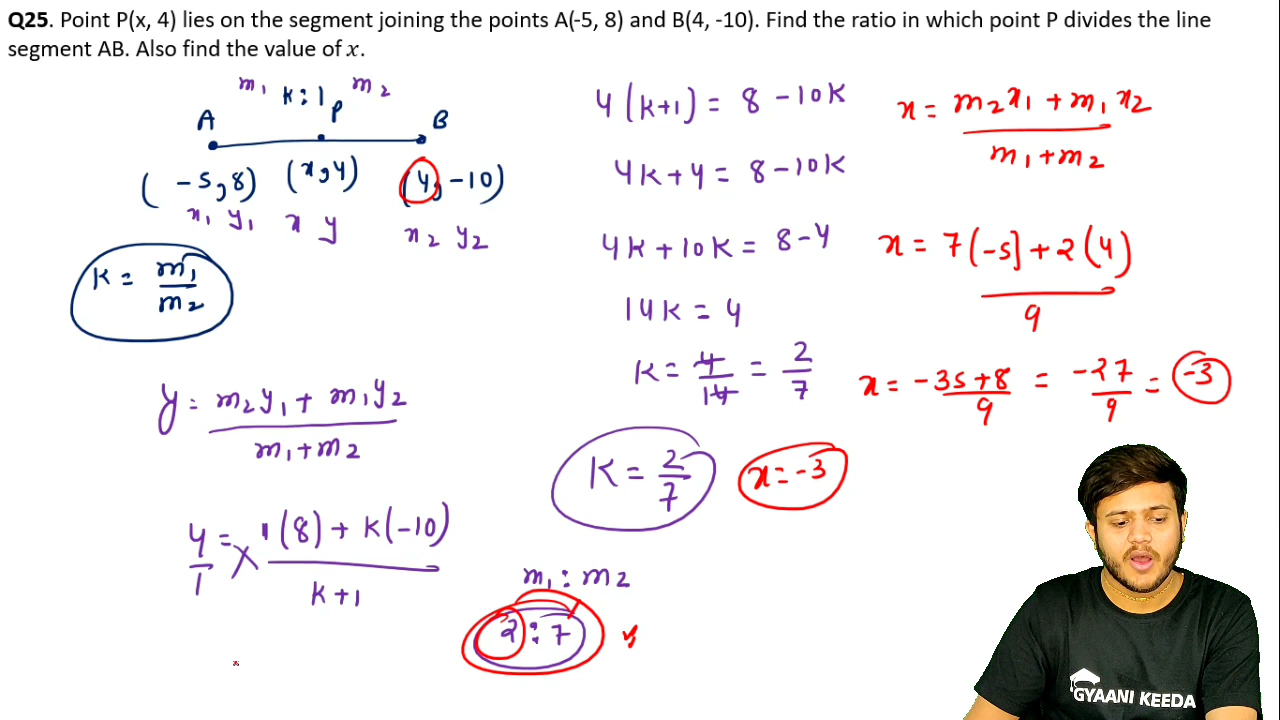 Q25. Point P(x, 4) lies on the segment joining the points A(-5, 8) and B(4, -10). Find the ratio in which point P divides the line
segment AB. Also find the value of x.
m₁ k:1 m₂
A P B
(-5,8) (x,4) (4,-10)
x₁ y₁ x y x₂ y₂
K = m₁/m₂
y = (m₂y₁ + m₁y₂)/(m₁+m₂)
4/1 = (1(8) + K(-10))/(K+1)
4(K+1) = 8-10K
4K+4 = 8-10K
4K+10K = 8-4
14K = 4
K = 4/14 = 2/7
K = 2/7
m₁ : m₂
2 : 7
x = (m₂x₁ + m₁x₂)/(m₁+m₂)
x = (7(-5] + 2(4))/9
x = (-35+8)/9 = -27/9 = -3
x = -3
GYAANI KEEDA